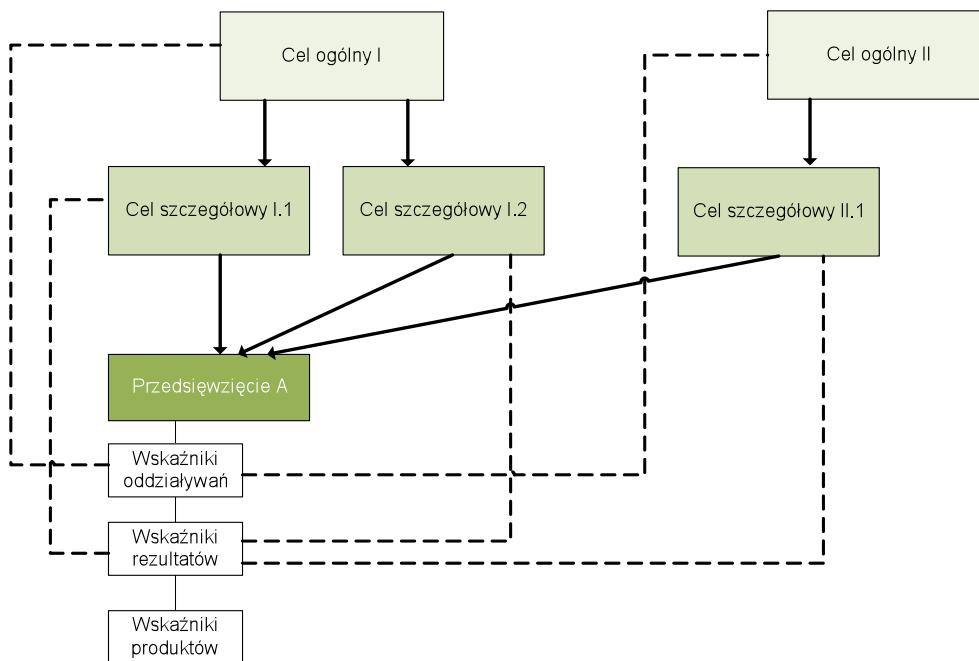 Cel ogólny I
Cel ogólny II
Cel szczegółowy I.1
Cel szczegółowy I.2
Cel szczegółowy II.1
Przedsięwzięcie A
Wskaźniki
oddziaływań
Wskaźniki
rezultatów
Wskaźniki
produktów